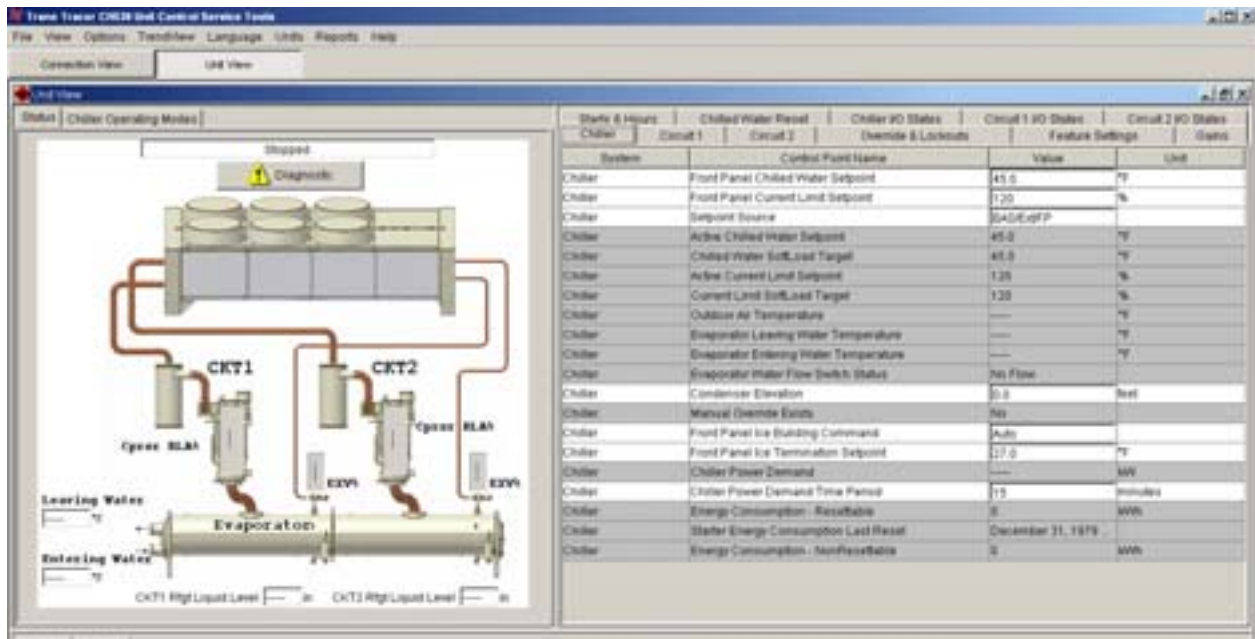 Trane Tracer CH530 Unit Control Service Tools
File View Options TrendView Language Units Reports Help
Connection View Unit View
Unit View
Status Chiller Operating Modes
Starts & Hours Chilled Water Reset Chiller I/O States Circuit 1 I/O States Circuit 2 I/O States
Chiller Circuit 1 Circuit 2 Override & Lockouts Feature Settings Gains
Stopped
Diagnostic
CKT1 CKT2
Cprsr RLA% Cprsr RLA%
EXV% EXV%
Leaving Water
---- °F
Evaporator
Entering Water
---- °F
CKT1 Rfgt Liquid Level ---- in CKT2 Rfgt Liquid Level ---- in
System Control Point Name Value Unit
Chiller Front Panel Chilled Water Setpoint 45.0 °F
Chiller Front Panel Current Limit Setpoint 120 %
Chiller Setpoint Source BAS/Ext/FP
Chiller Active Chilled Water Setpoint 45.0 °F
Chiller Chilled Water SoftLoad Target 45.0 °F
Chiller Active Current Limit Setpoint 120 %
Chiller Current Limit SoftLoad Target 120 %
Chiller Outdoor Air Temperature ----- °F
Chiller Evaporator Leaving Water Temperature ----- °F
Chiller Evaporator Entering Water Temperature ----- °F
Chiller Evaporator Water Flow Switch Status No Flow
Chiller Condenser Elevation 0.0 feet
Chiller Manual Override Exists No
Chiller Front Panel Ice Building Command Auto
Chiller Front Panel Ice Termination Setpoint 27.0 °F
Chiller Chiller Power Demand ----- kW
Chiller Chiller Power Demand Time Period 15 minutes
Chiller Energy Consumption - Resettable 0 kWh
Chiller Starter Energy Consumption Last Reset December 31, 1979 ...
Chiller Energy Consumption - NonResettable 0 kWh